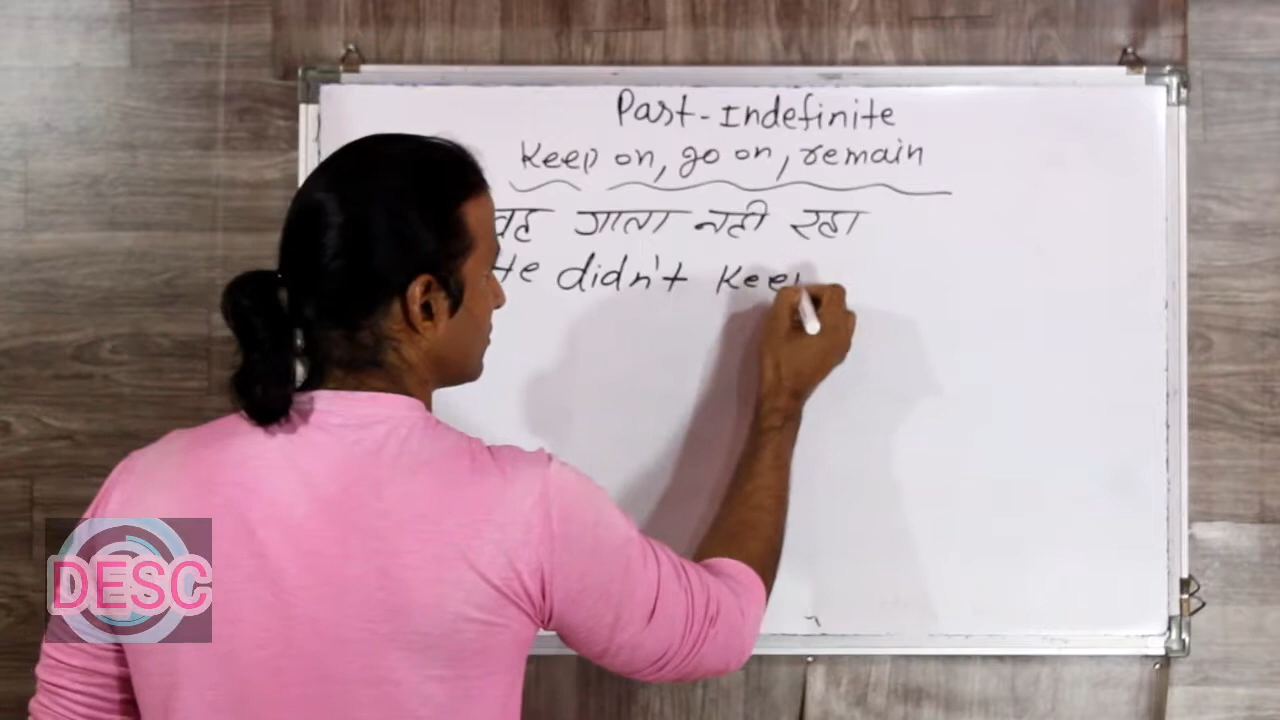 Past-Indefinite
Keep on, go on, remain
वह गाता नही रहा
He didn't Keep
DESC